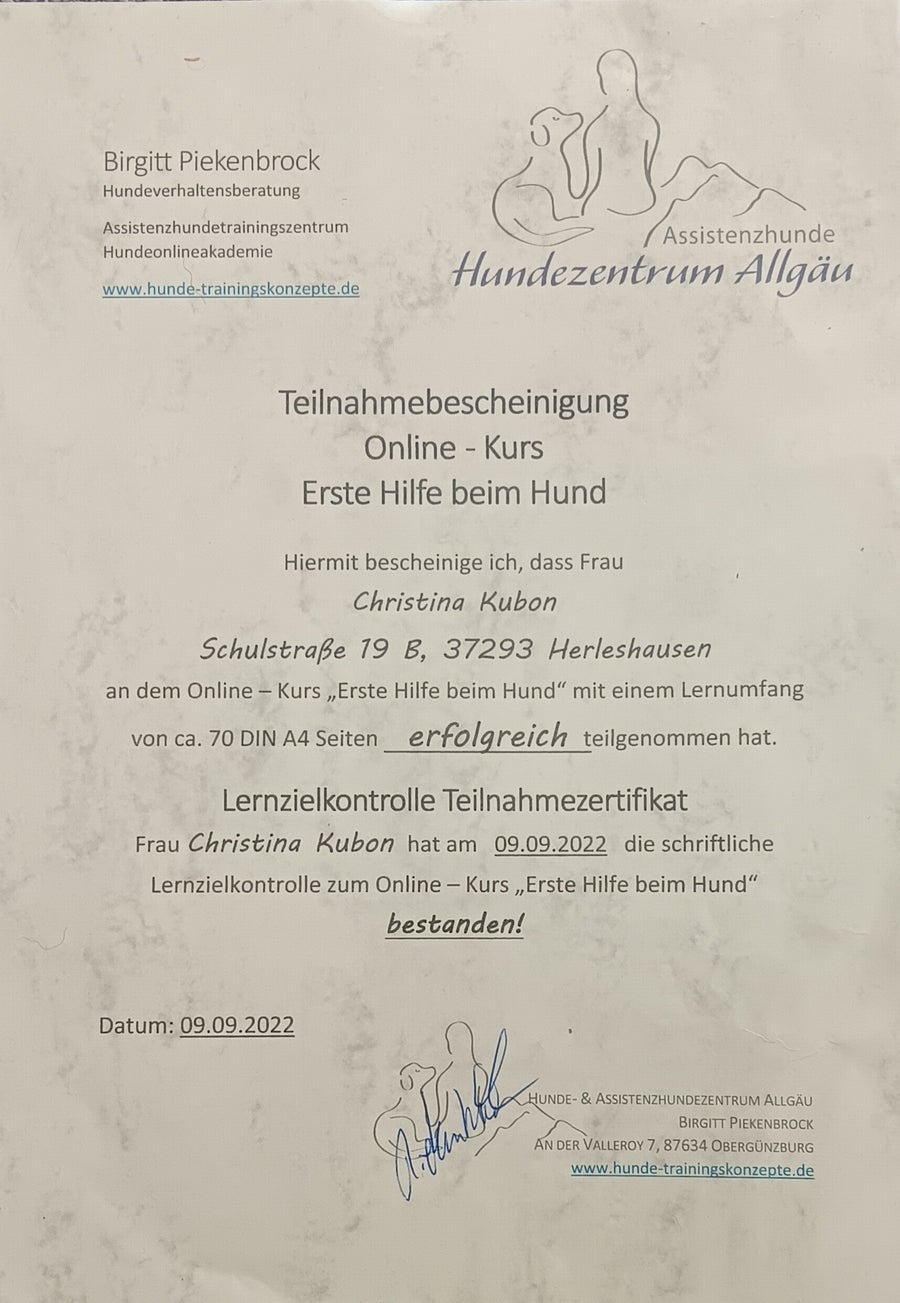 Birgitt Piekenbrock
Hundeverhaltensberatung
Assistenzhundetrainingszentrum
Hundeonlineakademie
www.hunde-trainingskonzepte.de
Assistenzhunde
Hundezentrum Allgäu
Teilnahmebescheinigung
Online - Kurs
Erste Hilfe beim Hund
Hiermit bescheinige ich, dass Frau
Christina Kubon
Schulstraße 19 B, 37293 Herleshausen
an dem Online – Kurs „Erste Hilfe beim Hund“ mit einem Lernumfang
von ca. 70 DIN A4 Seiten erfolgreich teilgenommen hat.
Lernzielkontrolle Teilnahmezertifikat
Frau Christina Kubon hat am 09.09.2022 die schriftliche
Lernzielkontrolle zum Online – Kurs „Erste Hilfe beim Hund“
bestanden!
Datum: 09.09.2022
HUNDE- & ASSISTENZHUNDEZENTRUM ALLGÄU
BIRGITT PIEKENBROCK
AN DER VALLEROY 7, 87634 OBERGÜNZBURG
www.hunde-trainingskonzepte.de